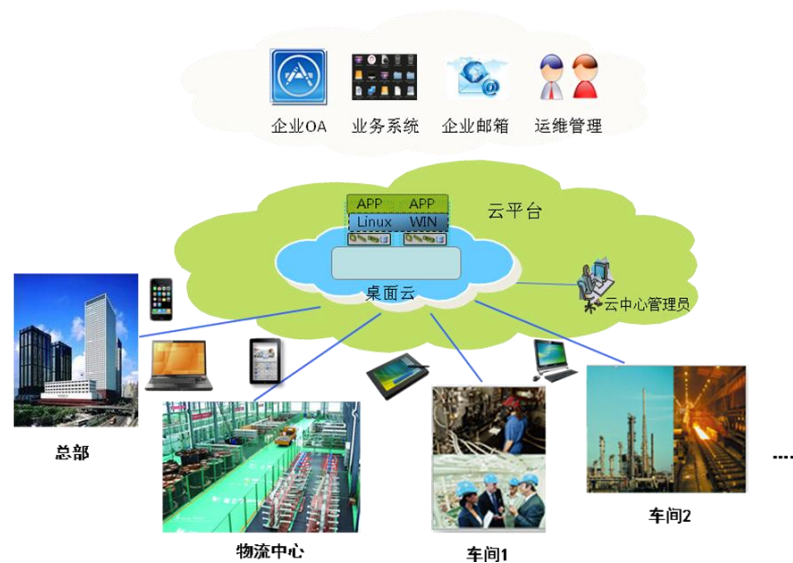 企业OA
业务系统
企业邮箱
运维管理
APP APP
云平台
Linux WIN
桌面云
云中心管理员
总部
物流中心
车间1
车间2
....